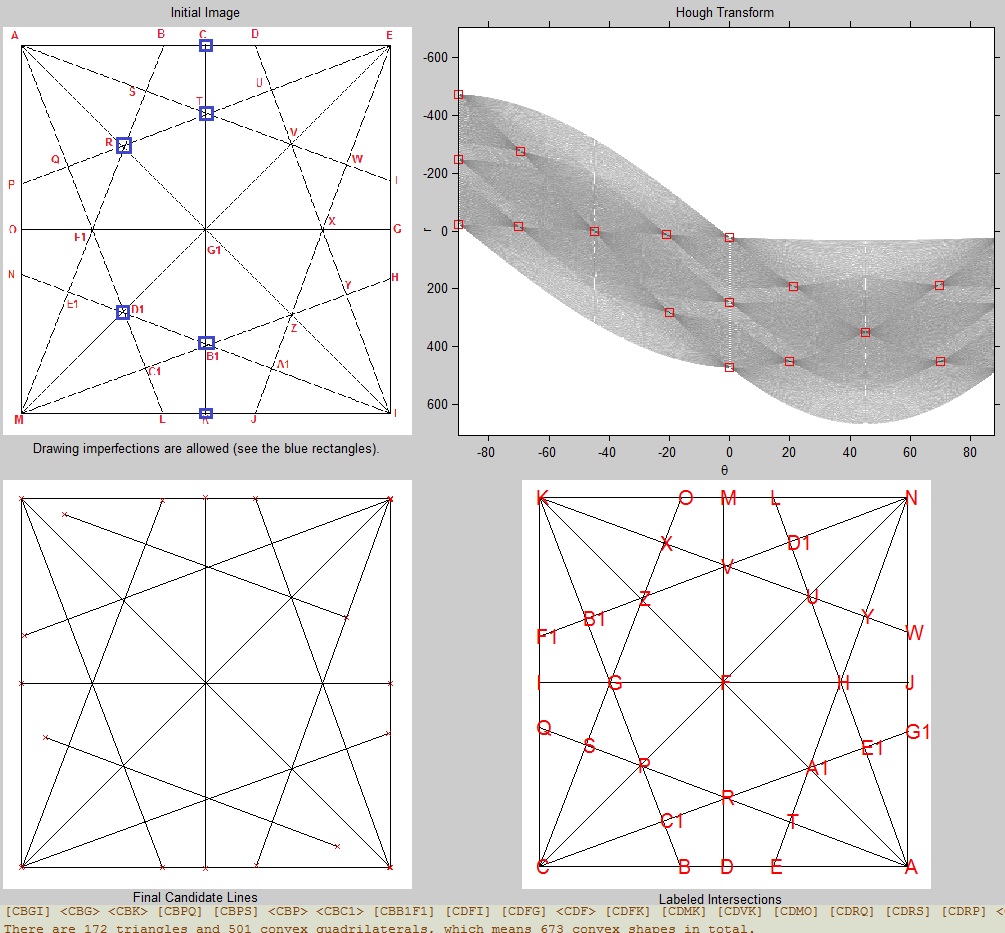 Initial Image
Hough Transform
A B C D E
S U
T
R V
Q W
P I
O F1 X G
G1
N H
E1 D1 Y
Z
B1
C1 A1
M L K J I
-600
-400
-200
r 0
200
400
600
-80 -60 -40 -20 0 20 40 60 80
θ
Drawing imperfections are allowed (see the blue rectangles).
K O M L N
X D1
V
Z U
B1 Y
F1 W
I G F H J
Q G1
S E1
P A1
R
C1 T
C B D E A
Final Candidate Lines
Labeled Intersections
[CBGI] <CBG> <CBK> [CBPQ] [CBPS] <CBP> <CBC1> [CBB1F1] [CDFI] [CDFG] <CDF> [CDFK] [CDMK] [CDVK] [CDMO] [CDRQ] [CDRS] [CDRP] <
There are 172 triangles and 501 convex quadrilaterals, which means 673 convex shapes in total.